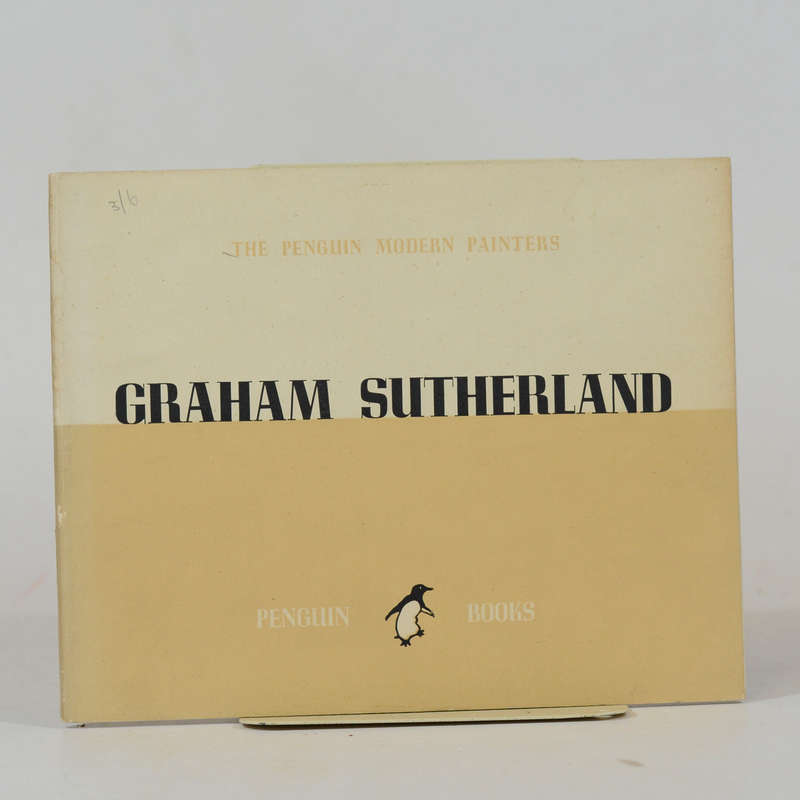 3/6
THE PENGUIN MODERN PAINTERS
GRAHAM SUTHERLAND
PENGUIN BOOKS